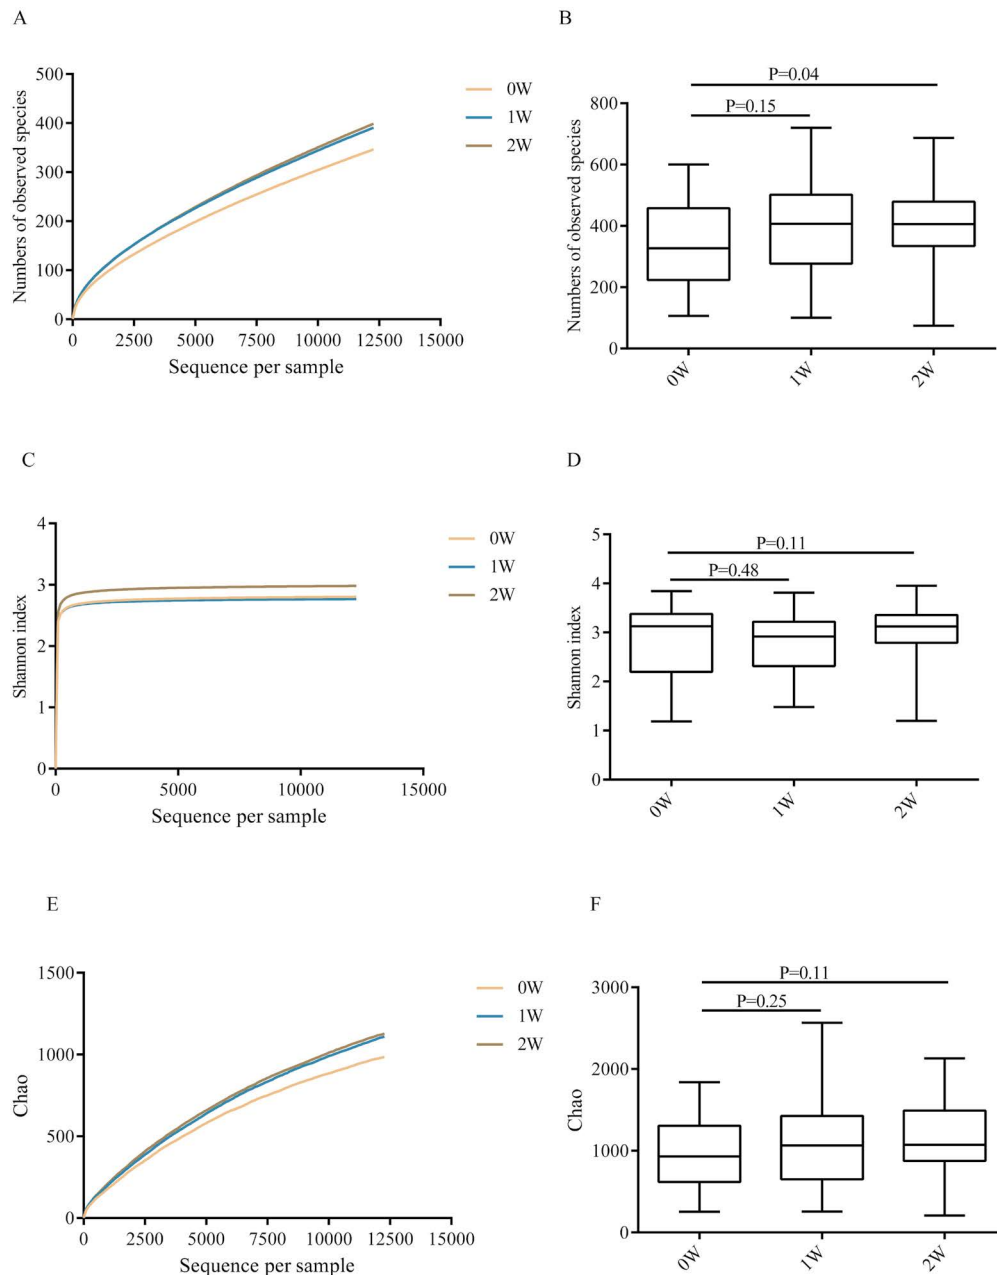 A
Numbers of observed species
500
400
300
200
100
0
0 2500 5000 7500 10000 12500 15000
Sequence per sample
0W
1W
2W
B
Numbers of observed species
800
600
400
200
0
P=0.04
P=0.15
0W 1W 2W
C
Shannon index
4
3
2
1
0
0 5000 10000 15000
Sequence per sample
0W
1W
2W
D
Shannon index
5
4
3
2
1
0
P=0.11
P=0.48
0W 1W 2W
E
Chao
1500
1000
500
0
0 2500 5000 7500 10000 12500 15000
Sequence per sample
0W
1W
2W
F
Chao
3000
2000
1000
0
P=0.11
P=0.25
0W 1W 2W